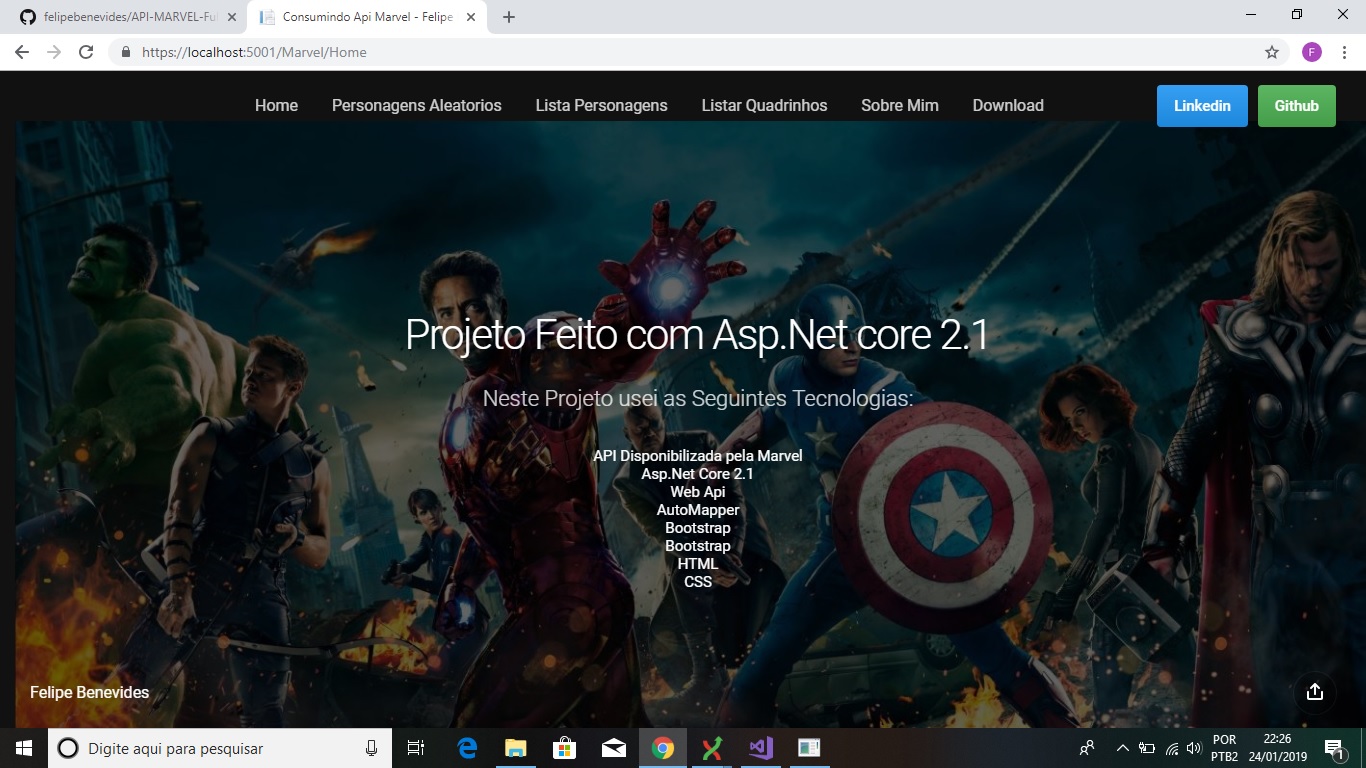 felipebenevides/API-MARVEL-Ful
Consumindo Api Marvel - Felipe
https://localhost:5001/Marvel/Home
F
Home
Personagens Aleatorios
Lista Personagens
Listar Quadrinhos
Sobre Mim
Download
Linkedin
Github
Projeto Feito com Asp.Net core 2.1
Neste Projeto usei as Seguintes Tecnologias:
API Disponibilizada pela Marvel
Asp.Net Core 2.1
Web Api
AutoMapper
Bootstrap
Bootstrap
HTML
CSS
Felipe Benevides
Digite aqui para pesquisar
POR
PTB2
22:26
24/01/2019
1